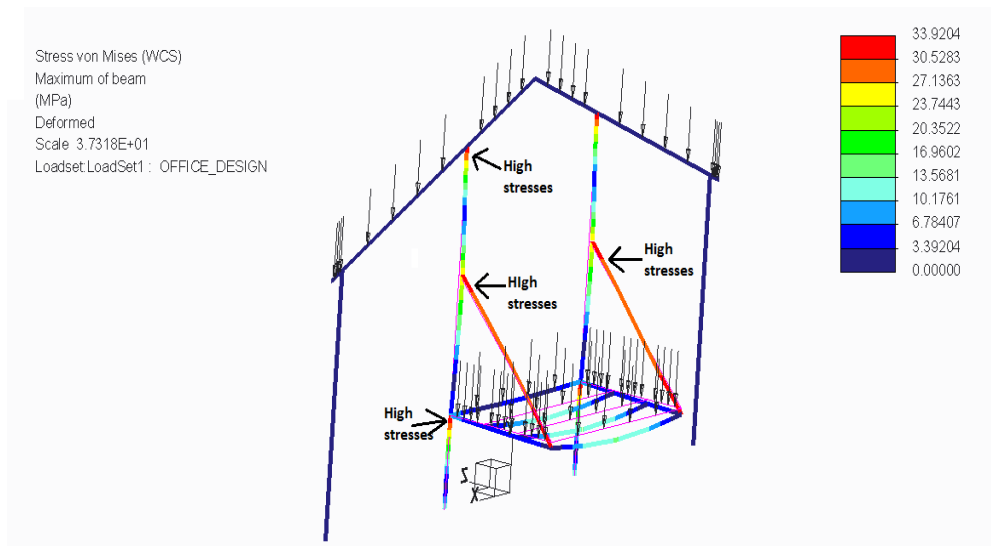 Stress von Mises (WCS)
Maximum of beam
(MPa)
Deformed
Scale 3.7318E+01
Loadset:LoadSet1 : OFFICE_DESIGN
33.9204
30.5283
27.1363
23.7443
20.3522
16.9602
13.5681
10.1761
6.78407
3.39204
0.00000
High
stresses
High
stresses
HIgh
stresses
High
stresses
X